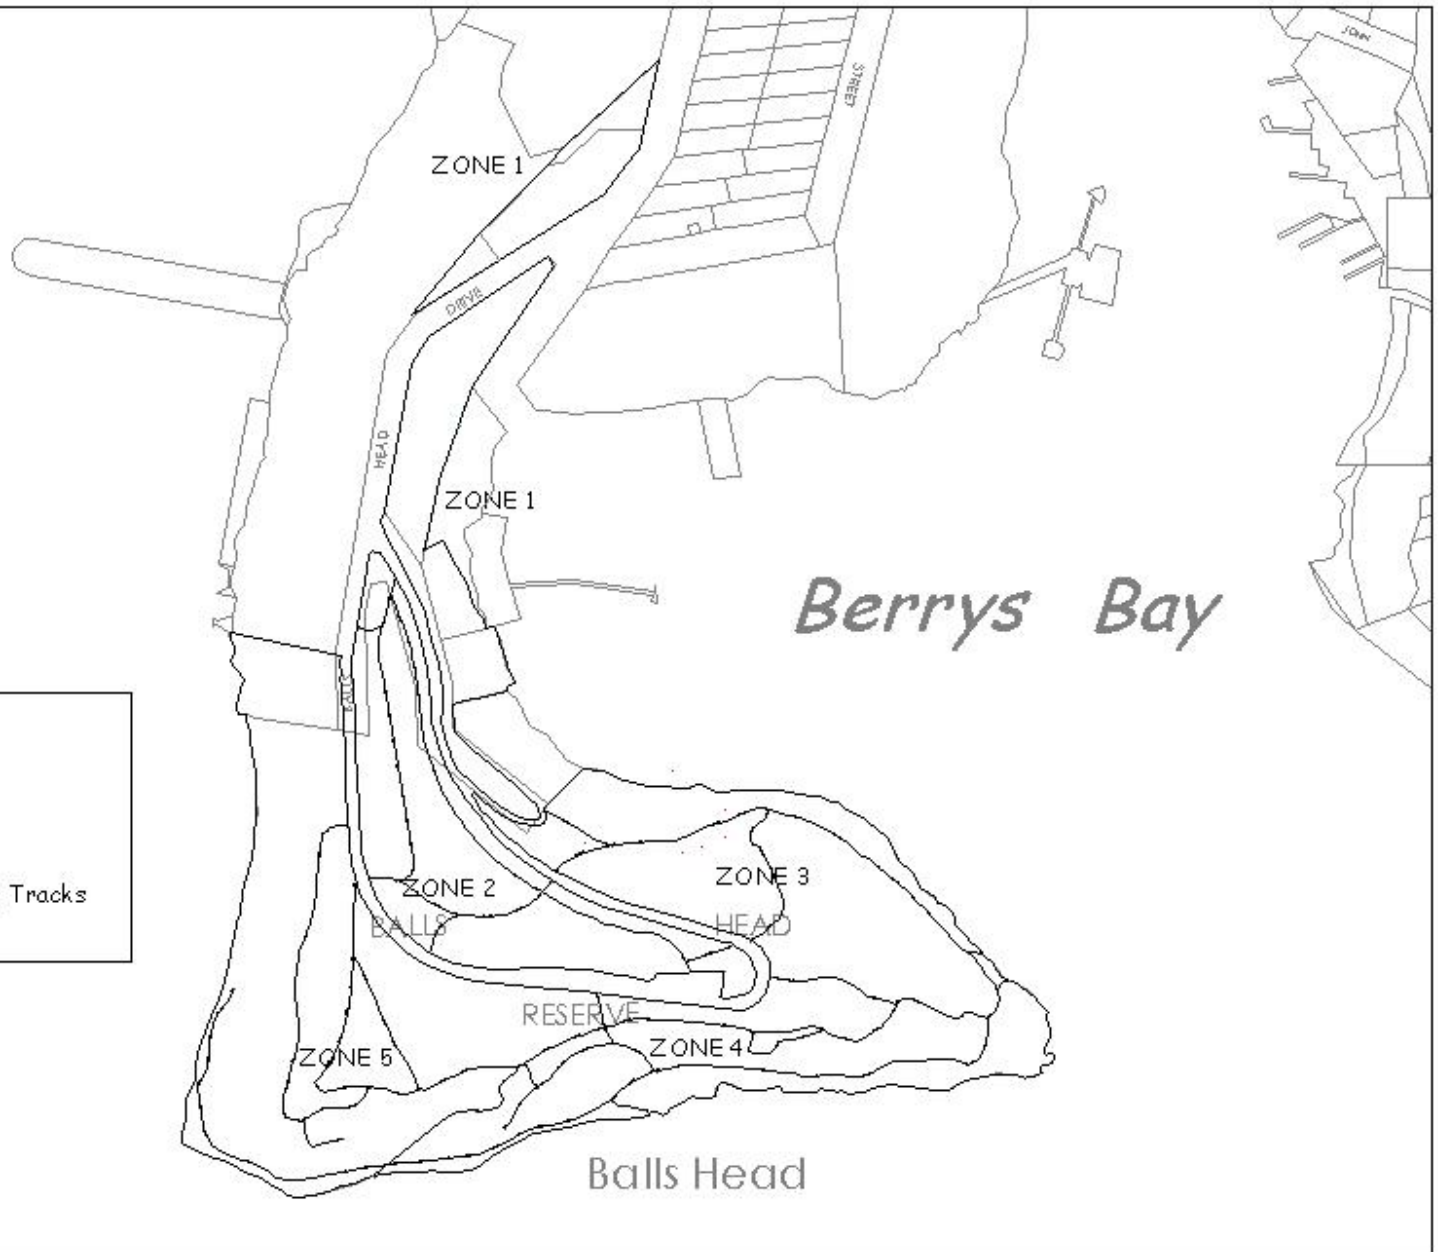 JOHN
STREET
ZONE 1
DRIVE
HEAD
ZONE 1
Berrys Bay
BALLS
Tracks
ZONE 2
ZONE 3
BALLS
HEAD
RESERVE
ZONE 4
ZONE 5
Balls Head